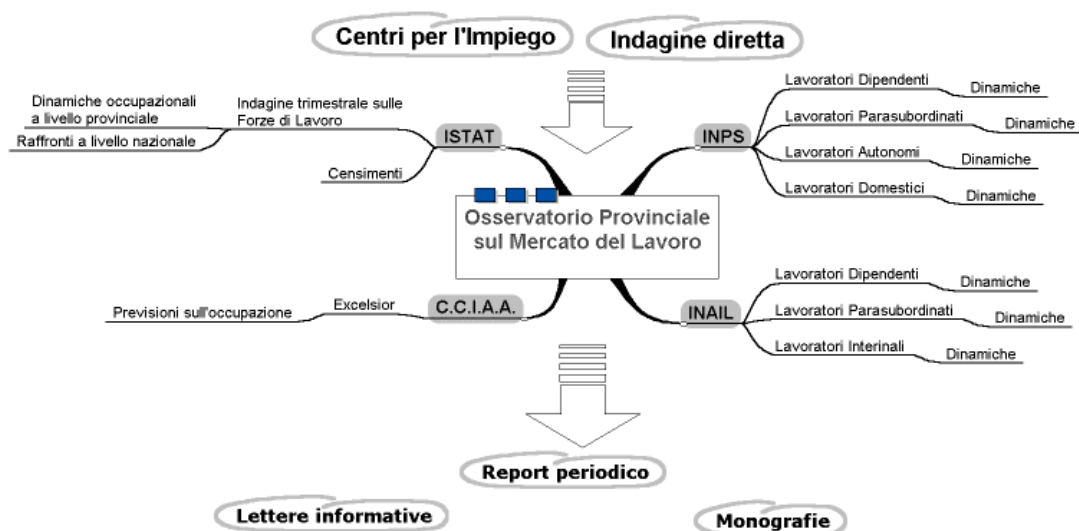 Centri per l'Impiego
Indagine diretta
Dinamiche occupazionali
a livello provinciale
Raffronti a livello nazionale
Indagine trimestrale sulle
Forze di Lavoro
Censimenti
ISTAT
INPS
Lavoratori Dipendenti
Dinamiche
Lavoratori Parasubordinati
Dinamiche
Lavoratori Autonomi
Dinamiche
Lavoratori Domestici
Dinamiche
Osservatorio Provinciale
sul Mercato del Lavoro
Previsioni sull'occupazione
Excelsior
C.C.I.A.A.
INAIL
Lavoratori Dipendenti
Dinamiche
Lavoratori Parasubordinati
Dinamiche
Lavoratori Interinali
Dinamiche
Report periodico
Lettere informative
Monografie